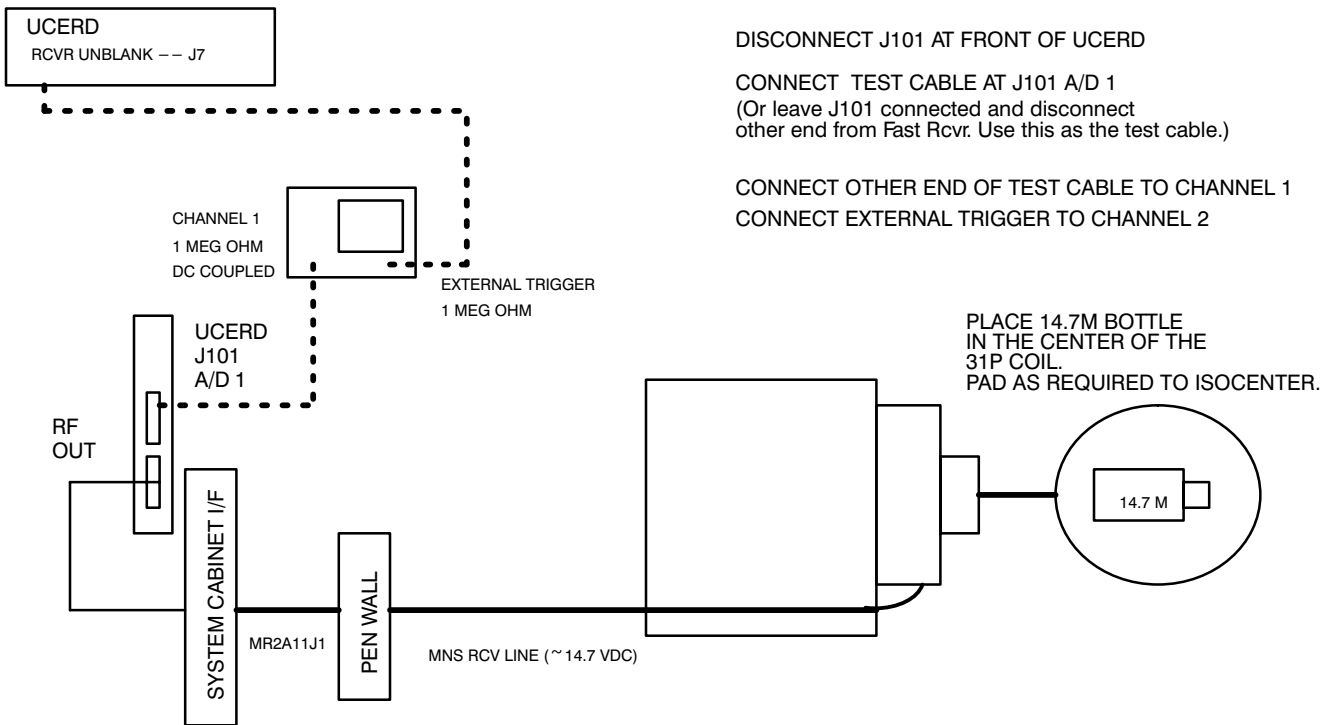 UCERD
RCVR UNBLANK −− J7
DISCONNECT J101 AT FRONT OF UCERD
CONNECT TEST CABLE AT J101 A/D 1
(Or leave J101 connected and disconnect
other end from Fast Rcvr. Use this as the test cable.)
CONNECT OTHER END OF TEST CABLE TO CHANNEL 1
CONNECT EXTERNAL TRIGGER TO CHANNEL 2
CHANNEL 1
1 MEG OHM
DC COUPLED
EXTERNAL TRIGGER
1 MEG OHM
UCERD
J101
A/D 1
RF
OUT
PLACE 14.7M BOTTLE
IN THE CENTER OF THE
31P COIL.
PAD AS REQUIRED TO ISOCENTER.
14.7 M
SYSTEM CABINET I/F
MR2A11J1
PEN WALL
MNS RCV LINE (~14.7 VDC)